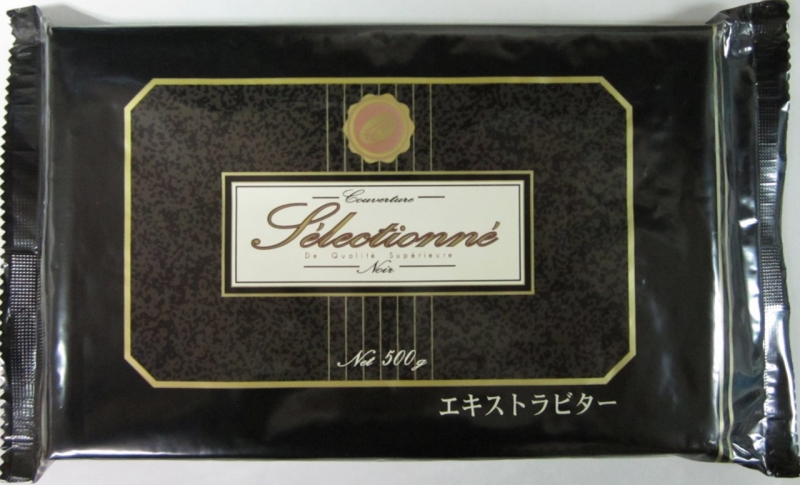 Couverture
Sélectionné
De Qualité Supérieure
Noir
Net 500g
エキストラビター